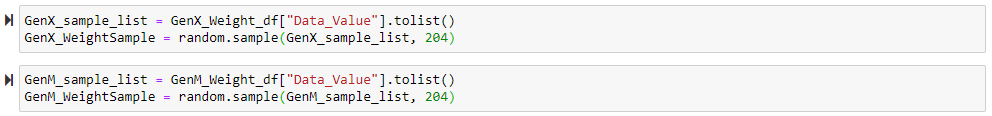 GenX_sample_list = GenX_Weight_df["Data_Value"].tolist()
GenX_WeightSample = random.sample(GenX_sample_list, 204)
GenM_sample_list = GenM_Weight_df["Data_Value"].tolist()
GenM_WeightSample = random.sample(GenM_sample_list, 204)